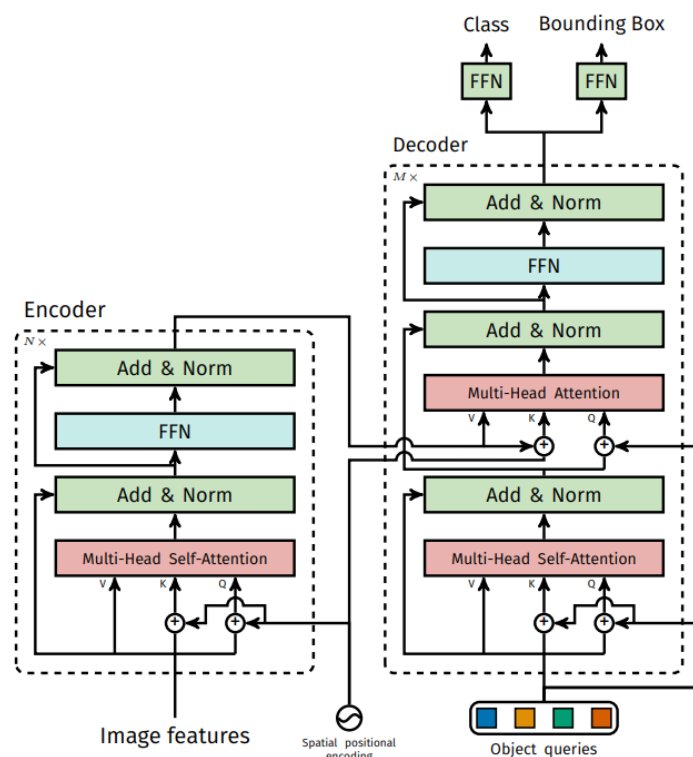 Class
Bounding Box
FFN
FFN
Decoder
M ×
Add & Norm
FFN
Add & Norm
Multi-Head Attention
V
K
Q
Add & Norm
Multi-Head Self-Attention
V
K
Q
Object queries
Encoder
N ×
Add & Norm
FFN
Add & Norm
Multi-Head Self-Attention
V
K
Q
Image features
Spatial positional
encoding